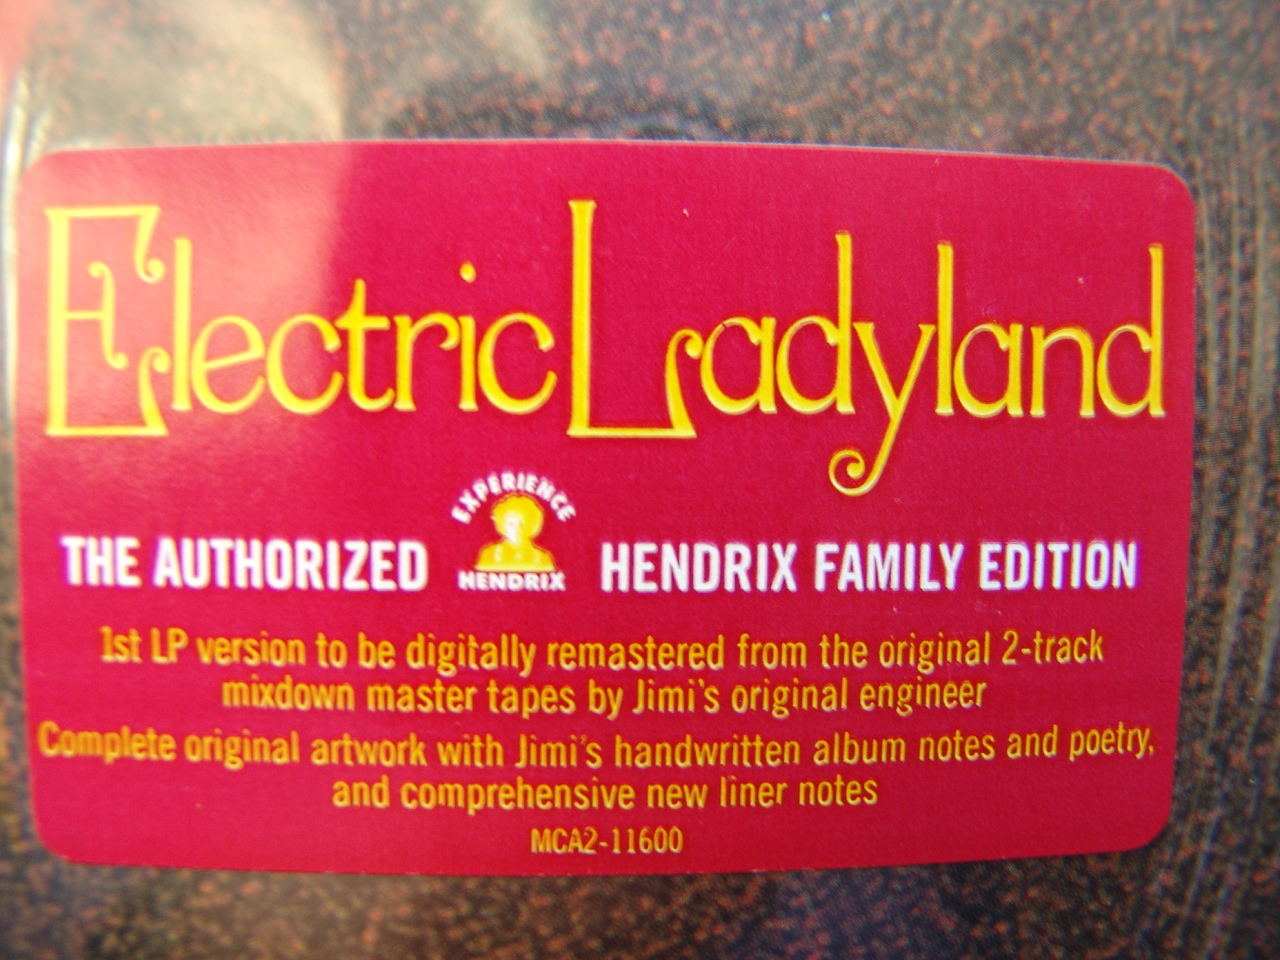 Electric Ladyland
EXPERIENCE
HENDRIX
THE AUTHORIZED HENDRIX FAMILY EDITION
1st LP version to be digitally remastered from the original 2-track
mixdown master tapes by Jimi's original engineer
Complete original artwork with Jimi's handwritten album notes and poetry,
and comprehensive new liner notes
MCA2-11600